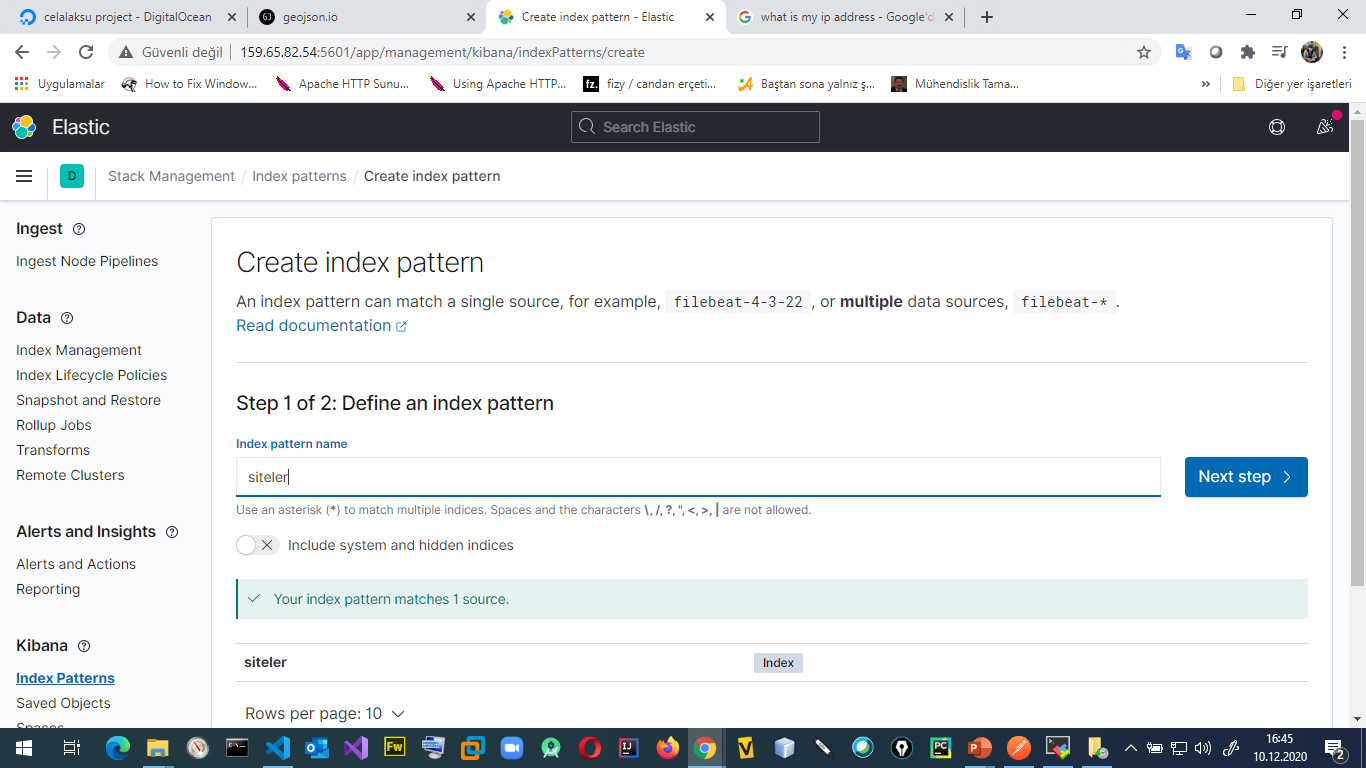 celalaksu project - DigitalOcean
geojson.io
Create index pattern - Elastic
what is my ip address - Google'd
Güvenli değil
159.65.82.54:5601/app/management/kibana/indexPatterns/create
Uygulamalar
How to Fix Window...
Apache HTTP Sunu...
Using Apache HTTP...
fizy / candan erçeti...
Baştan sona yalnız ş...
Mühendislik Tama...
»
Diğer yer işaretleri
Elastic
Search Elastic
D
Stack Management / Index patterns / Create index pattern
Ingest
Ingest Node Pipelines
Data
Index Management
Index Lifecycle Policies
Snapshot and Restore
Rollup Jobs
Transforms
Remote Clusters
Alerts and Insights
Alerts and Actions
Reporting
Kibana
Index Patterns
Saved Objects
Spaces
Create index pattern
An index pattern can match a single source, for example, filebeat-4-3-22 , or multiple data sources, filebeat-* .
Read documentation
Step 1 of 2: Define an index pattern
Index pattern name
siteler
Next step
Use an asterisk (*) to match multiple indices. Spaces and the characters \, /, ?, ", <, >, | are not allowed.
Include system and hidden indices
Your index pattern matches 1 source.
siteler
Index
Rows per page: 10
16:45
10.12.2020
2